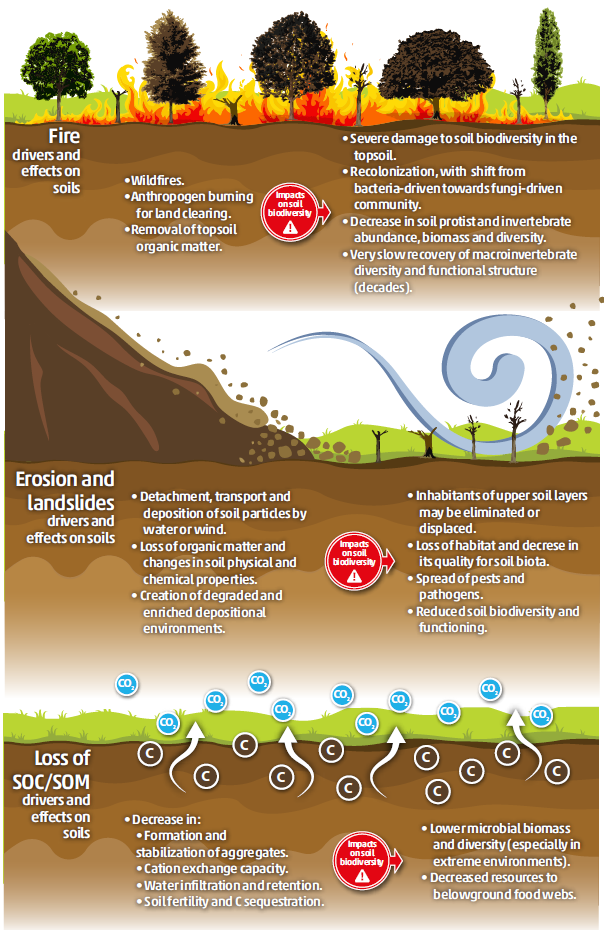 Fire
drivers and
effects on
soils
• Wildfires.
• Anthropogen burning
for land clearing.
• Removal of topsoil
organic matter.
Impacts
on soil
biodiversity
• Severe damage to soil biodiversity in the
topsoil.
• Recolonization, with shift from
bacteria-driven towards fungi-driven
community.
• Decrease in soil protist and invertebrate
abundance, biomass and diversity.
• Very slow recovery of macroinvertebrate
diversity and functional structure
(decades).
Erosion and
landslides
drivers and
effects on soils
• Detachment, transport and
deposition of soil particles by
water or wind.
• Loss of organic matter and
changes in soil physical and
chemical properties.
• Creation of degraded and
enriched depositional
environments.
Impacts
on soil
biodiversity
• Inhabitants of upper soil layers
may be eliminated or
displaced.
• Loss of habitat and decrese in
its quality for soil biota.
• Spread of pests and
pathogens.
• Reduced soil biodiversity and
functioning.
CO₂
CO₂
CO₂
CO₂
CO₂
CO₂
CO₂
CO₂
CO₂
CO₂
CO₂
C
C
C
C
C
C
C
C
C
C
C
C
Loss of
SOC/SOM
drivers and
effects on
soils
• Decrease in:
• Formation and
stabilization of aggregates.
• Cation exchange capacity.
• Water infiltration and retention.
• Soil fertility and C sequestration.
Impacts
on soil
biodiversity
• Lower microbial biomass
and diversity (especially in
extreme environments).
• Decreased resources to
belowground food webs.